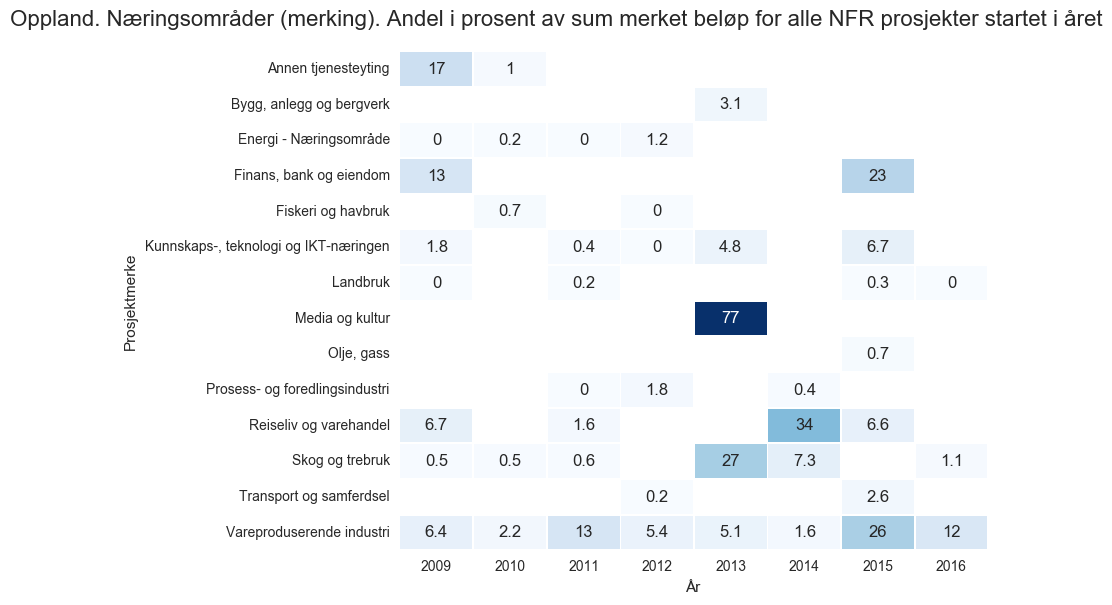 Oppland. Næringsområder (merking). Andel i prosent av sum merket beløp for alle NFR prosjekter startet i året
Annen tjenesteyting 17 1
Bygg, anlegg og bergverk 3.1
Energi - Næringsområde 0 0.2 0 1.2
Finans, bank og eiendom 13 23
Fiskeri og havbruk 0.7 0
Kunnskaps-, teknologi og IKT-næringen 1.8 0.4 0 4.8 6.7
Landbruk 0 0.2 0.3 0
Prosjektmerke
Media og kultur 77
Olje, gass 0.7
Prosess- og foredlingsindustri 0 1.8 0.4
Reiseliv og varehandel 6.7 1.6 34 6.6
Skog og trebruk 0.5 0.5 0.6 27 7.3 1.1
Transport og samferdsel 0.2 2.6
Vareproduserende industri 6.4 2.2 13 5.4 5.1 1.6 26 12
2009 2010 2011 2012 2013 2014 2015 2016
År